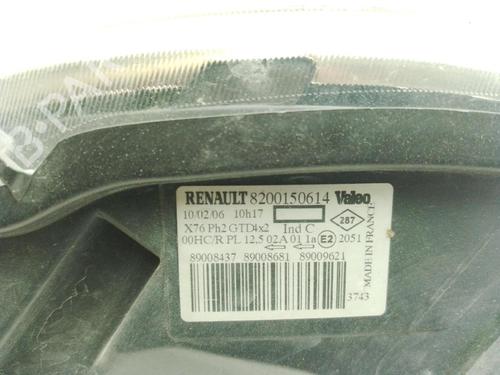 B-PAR
RENAULT 8200150614 Valeo
10/02/06 10h17
287
X76 Ph2 GTD4x2 Ind C
00HC/R PL 12.5 02A 01 1a E2 2051
89008437 89008681 89009621
3743
MADE IN FRANCE